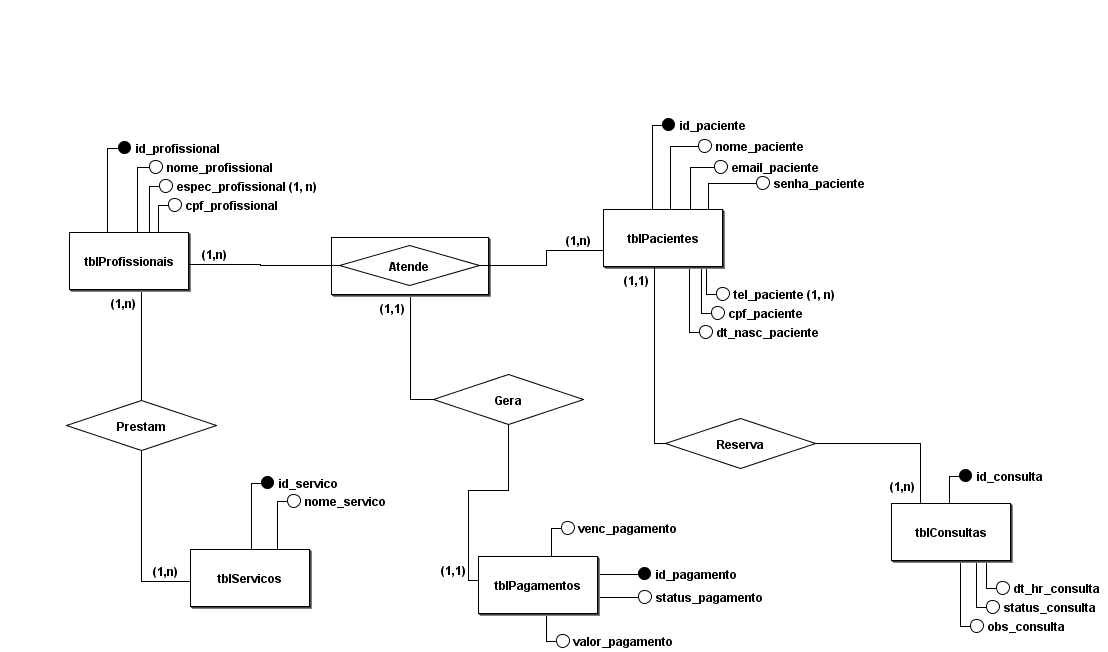 id_profissional
nome_profissional
espec_profissional (1, n)
cpf_profissional
tblProfissionais
(1,n)
(1,n)
Atende
(1,1)
(1,n)
id_paciente
nome_paciente
email_paciente
senha_paciente
tblPacientes
(1,1)
tel_paciente (1, n)
cpf_paciente
dt_nasc_paciente
Prestam
Gera
Reserva
(1,n)
id_servico
nome_servico
tblServicos
(1,1)
venc_pagamento
tblPagamentos
id_pagamento
status_pagamento
valor_pagamento
(1,n)
id_consulta
tblConsultas
dt_hr_consulta
status_consulta
obs_consulta